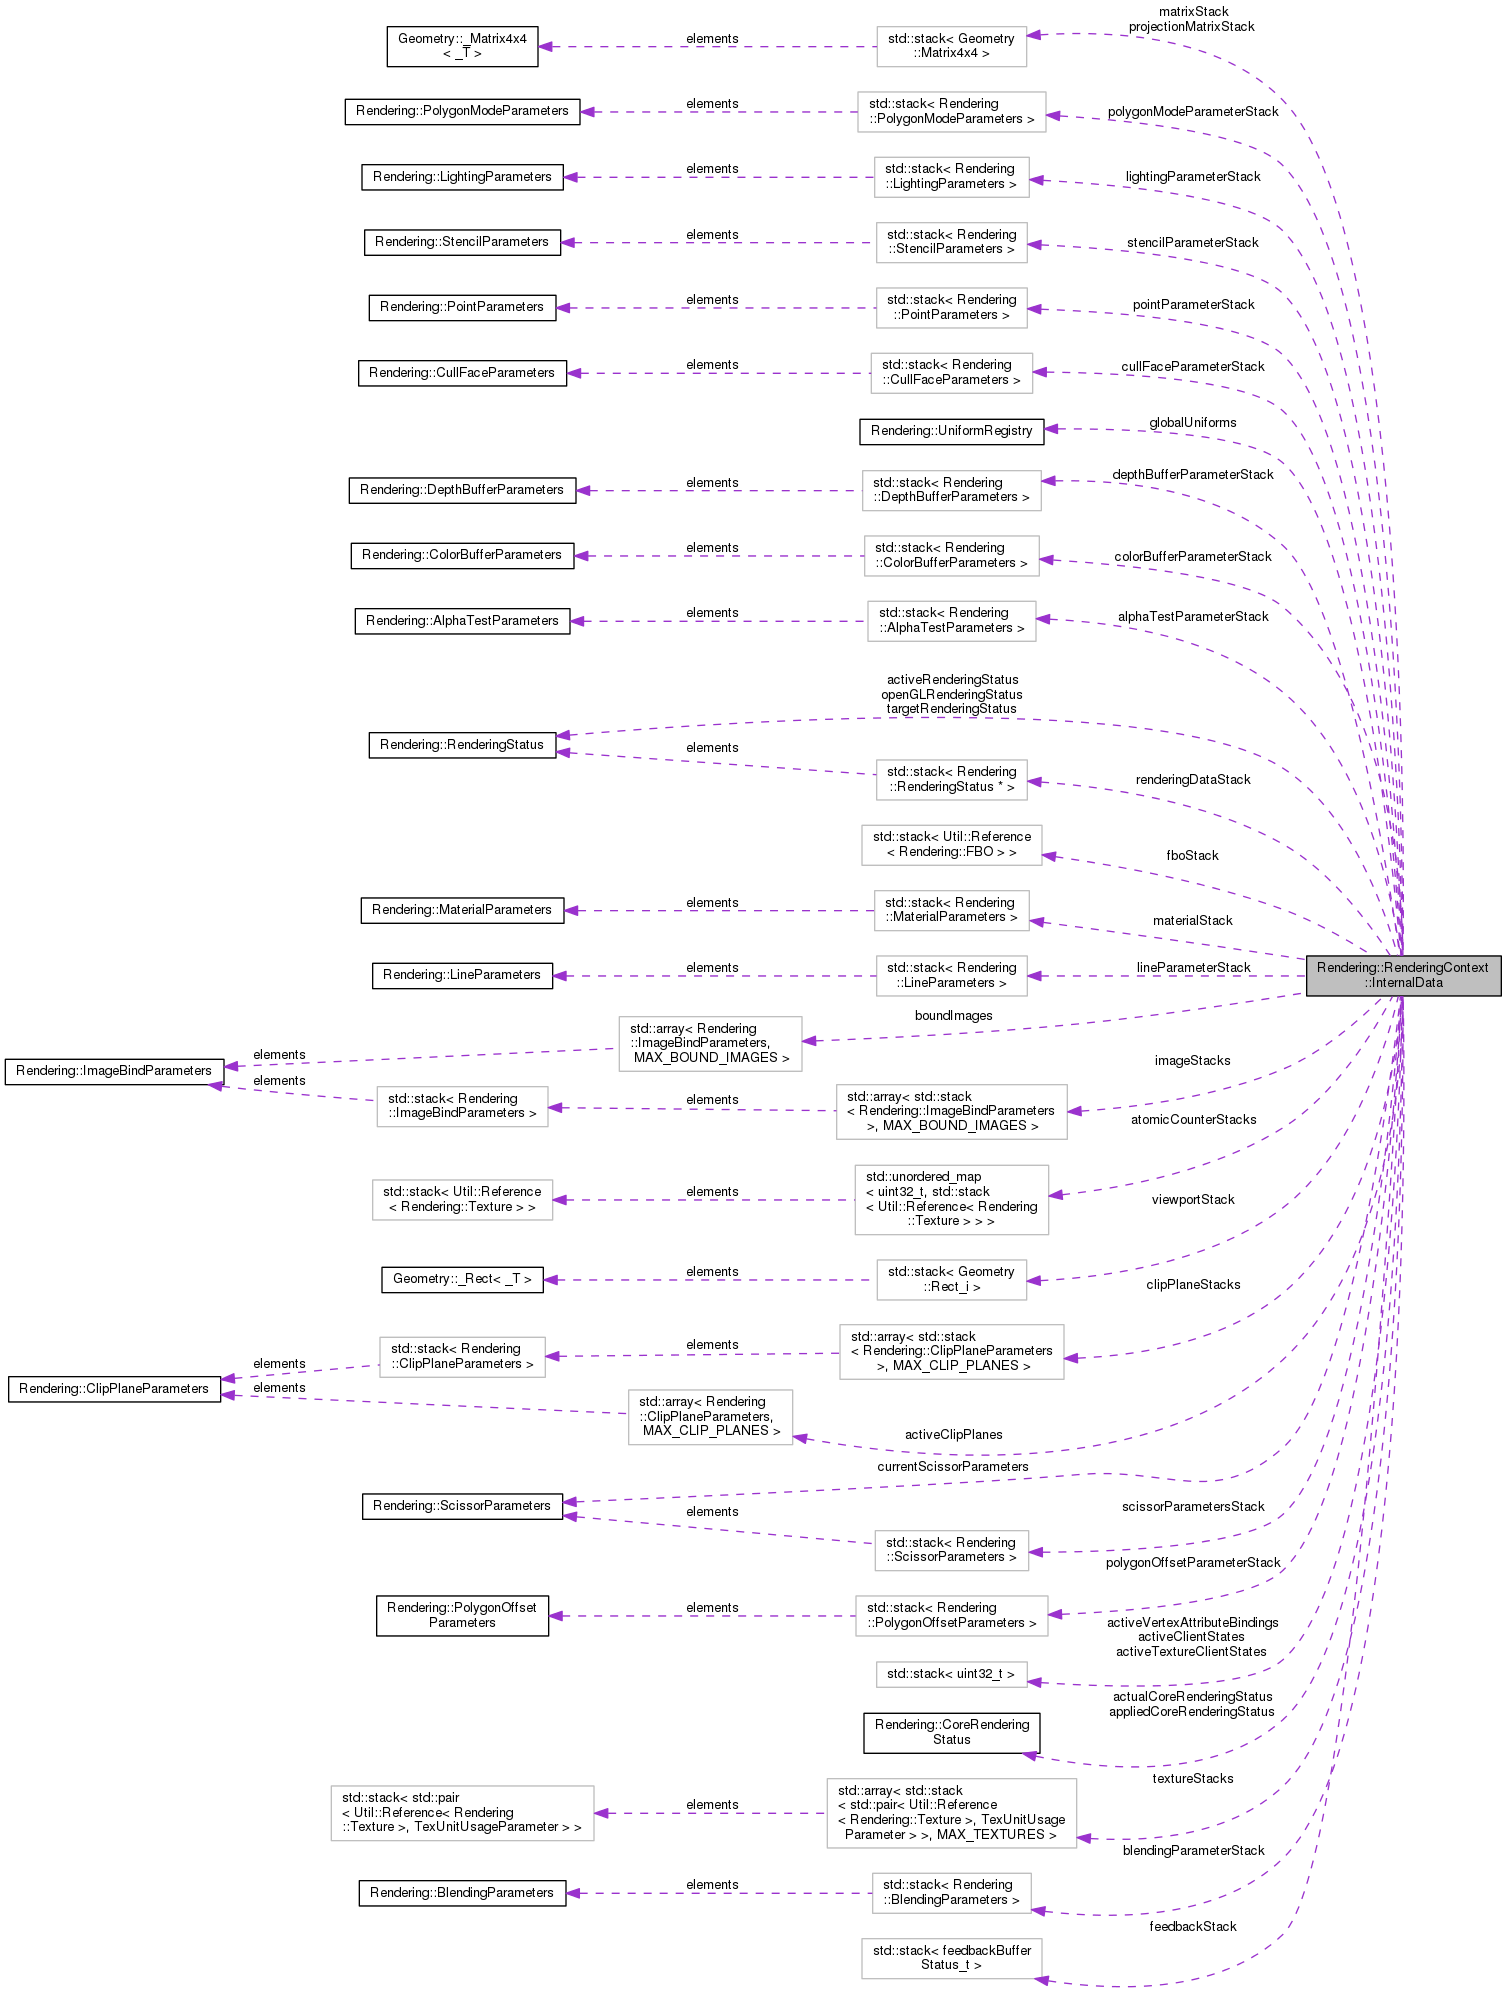 matrixStack
projectionMatrixStack
Geometry::_Matrix4x4
< _T >
elements
std::stack< Geometry
::Matrix4x4 >
Rendering::PolygonModeParameters
elements
std::stack< Rendering
::PolygonModeParameters >
polygonModeParameterStack
Rendering::LightingParameters
elements
std::stack< Rendering
::LightingParameters >
lightingParameterStack
Rendering::StencilParameters
elements
std::stack< Rendering
::StencilParameters >
stencilParameterStack
Rendering::PointParameters
elements
std::stack< Rendering
::PointParameters >
pointParameterStack
Rendering::CullFaceParameters
elements
std::stack< Rendering
::CullFaceParameters >
cullFaceParameterStack
Rendering::UniformRegistry
globalUniforms
Rendering::DepthBufferParameters
elements
std::stack< Rendering
::DepthBufferParameters >
depthBufferParameterStack
Rendering::ColorBufferParameters
elements
std::stack< Rendering
::ColorBufferParameters >
colorBufferParameterStack
Rendering::AlphaTestParameters
elements
std::stack< Rendering
::AlphaTestParameters >
alphaTestParameterStack
activeRenderingStatus
openGLRenderingStatus
targetRenderingStatus
Rendering::RenderingStatus
elements
std::stack< Rendering
::RenderingStatus * >
renderingDataStack
std::stack< Util::Reference
< Rendering::FBO > >
fboStack
Rendering::MaterialParameters
elements
std::stack< Rendering
::MaterialParameters >
materialStack
Rendering::LineParameters
elements
std::stack< Rendering
::LineParameters >
lineParameterStack
Rendering::RenderingContext
::InternalData
std::array< Rendering
::ImageBindParameters,
MAX_BOUND_IMAGES >
boundImages
Rendering::ImageBindParameters
elements
elements
std::stack< Rendering
::ImageBindParameters >
elements
std::array< std::stack
< Rendering::ImageBindParameters
>, MAX_BOUND_IMAGES >
imageStacks
atomicCounterStacks
std::stack< Util::Reference
< Rendering::Texture > >
elements
std::unordered_map
< uint32_t, std::stack
< Util::Reference< Rendering
::Texture > > >
viewportStack
Geometry::_Rect< _T >
elements
std::stack< Geometry
::Rect_i >
clipPlaneStacks
Rendering::ClipPlaneParameters
elements
elements
std::stack< Rendering
::ClipPlaneParameters >
elements
std::array< std::stack
< Rendering::ClipPlaneParameters
>, MAX_CLIP_PLANES >
std::array< Rendering
::ClipPlaneParameters,
MAX_CLIP_PLANES >
activeClipPlanes
currentScissorParameters
Rendering::ScissorParameters
elements
std::stack< Rendering
::ScissorParameters >
scissorParametersStack
Rendering::PolygonOffset
Parameters
elements
std::stack< Rendering
::PolygonOffsetParameters >
polygonOffsetParameterStack
activeVertexAttributeBindings
activeClientStates
activeTextureClientStates
std::stack< uint32_t >
actualCoreRenderingStatus
appliedCoreRenderingStatus
Rendering::CoreRendering
Status
std::stack< std::pair
< Util::Reference< Rendering
::Texture >, TexUnitUsageParameter > >
elements
std::array< std::stack
< std::pair< Util::Reference
< Rendering::Texture >, TexUnitUsage
Parameter > >, MAX_TEXTURES >
textureStacks
Rendering::BlendingParameters
elements
std::stack< Rendering
::BlendingParameters >
blendingParameterStack
std::stack< feedbackBuffer
Status_t >
feedbackStack